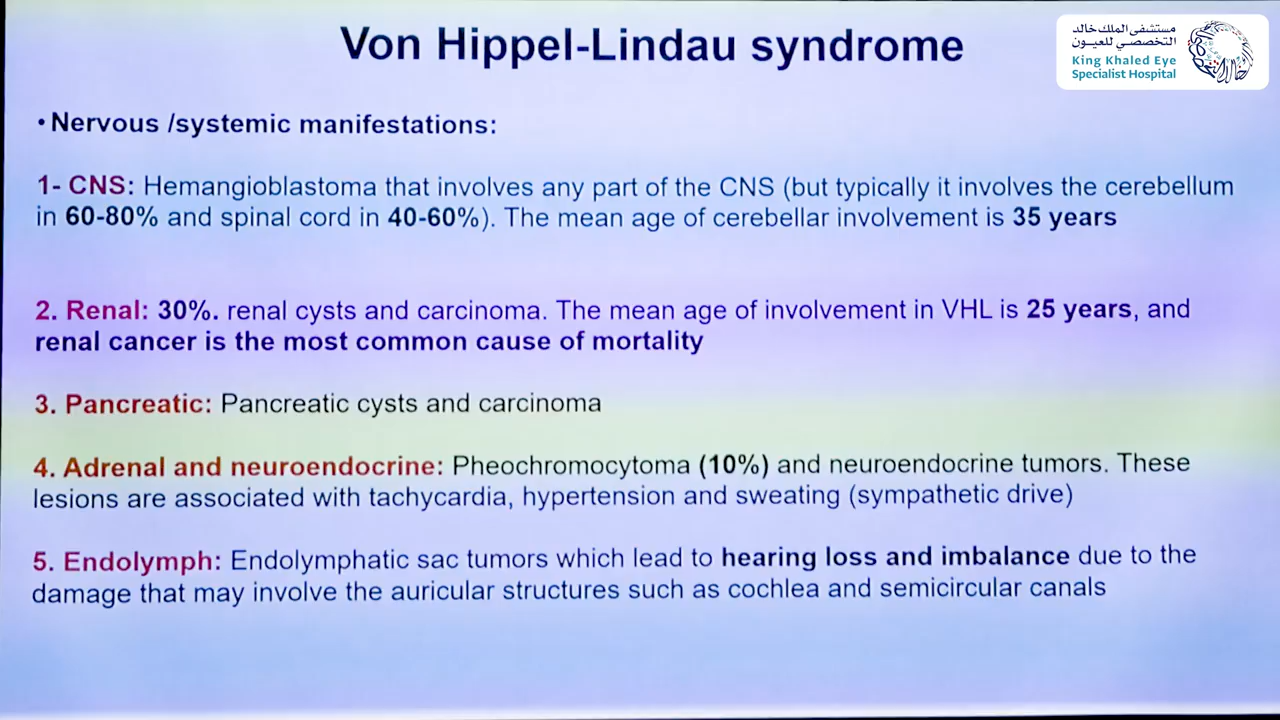 Von Hippel-Lindau syndrome
مستشفى الملك خالد
التخصصي للعيون
King Khaled Eye
Specialist Hospital
• Nervous /systemic manifestations:
1- CNS: Hemangioblastoma that involves any part of the CNS (but typically it involves the cerebellum
in 60-80% and spinal cord in 40-60%). The mean age of cerebellar involvement is 35 years
2. Renal: 30%. renal cysts and carcinoma. The mean age of involvement in VHL is 25 years, and
renal cancer is the most common cause of mortality
3. Pancreatic: Pancreatic cysts and carcinoma
4. Adrenal and neuroendocrine: Pheochromocytoma (10%) and neuroendocrine tumors. These
lesions are associated with tachycardia, hypertension and sweating (sympathetic drive)
5. Endolymph: Endolymphatic sac tumors which lead to hearing loss and imbalance due to the
damage that may involve the auricular structures such as cochlea and semicircular canals